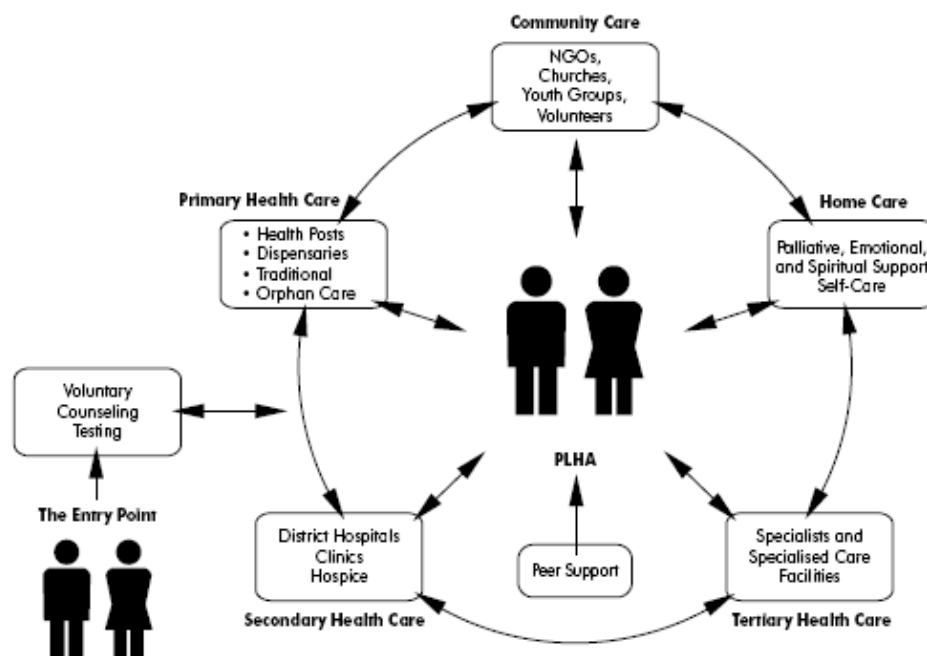 Community Care
NGOs,
Churches,
Youth Groups,
Volunteers
Primary Health Care
• Health Posts
• Dispensaries
• Traditional
• Orphan Care
Home Care
Palliative, Emotional,
and Spiritual Support
Self-Care
Voluntary
Counseling
Testing
The Entry Point
PLHA
District Hospitals
Clinics
Hospice
Secondary Health Care
Peer Support
Specialists and
Specialised Care
Facilities
Tertiary Health Care